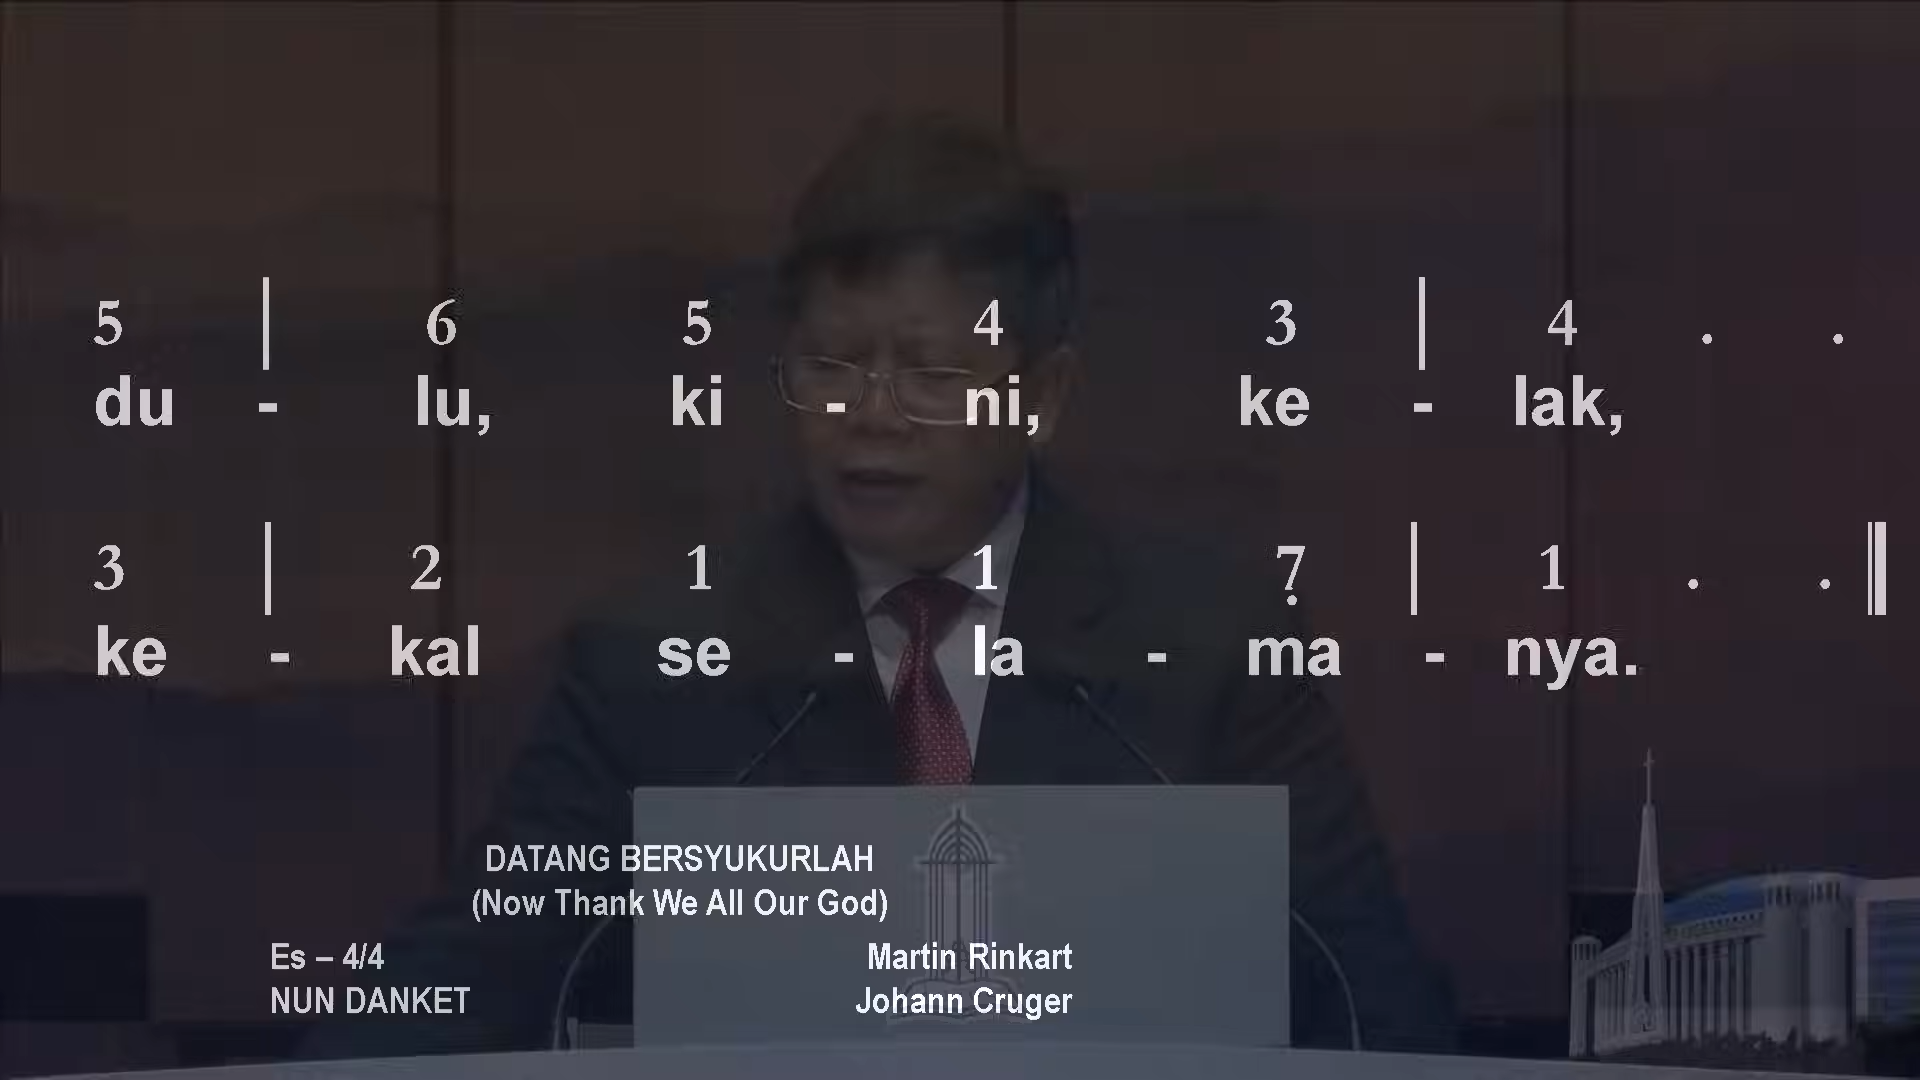 5 | 6 5 4 3 | 4 . .
du - lu, ki - ni, ke - lak,
3 | 2 1 1 7̣ | 1 . . ‖
ke - kal se - la - ma - nya.
DATANG BERSYUKURLAH
(Now Thank We All Our God)
Es – 4/4 Martin Rinkart
NUN DANKET Johann Cruger